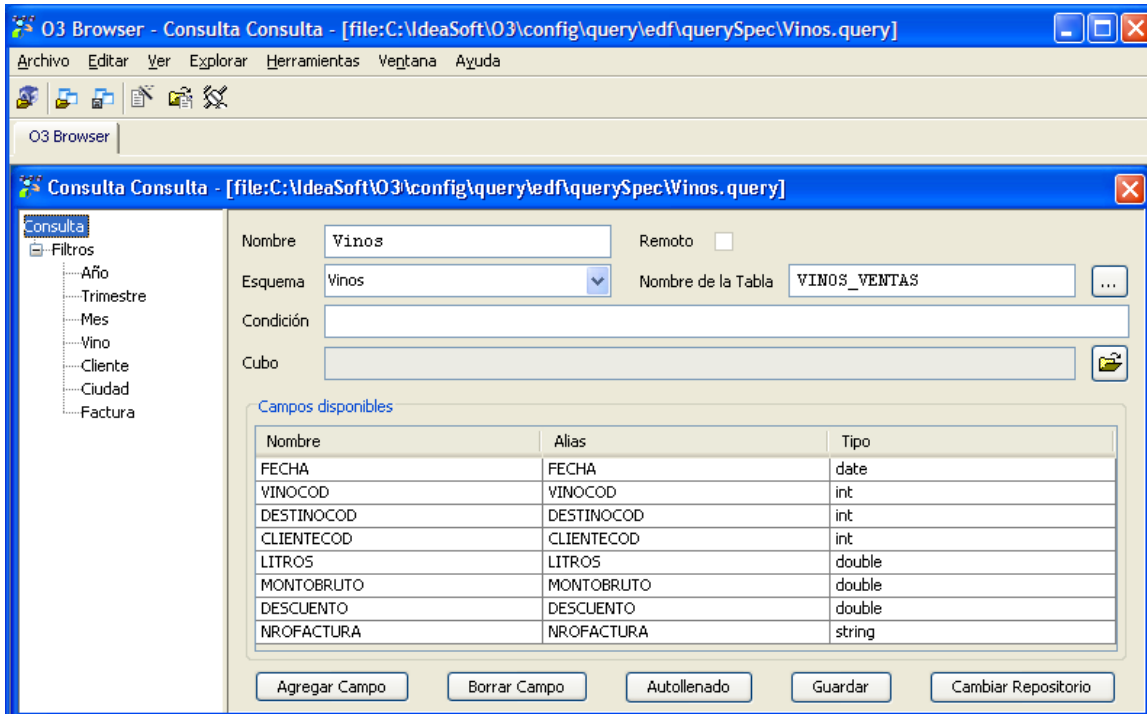 O3 Browser - Consulta Consulta - [file:C:\IdeaSoft\O3\config\query\edf\querySpec\Vinos.query]
Archivo Editar Ver Explorar Herramientas Ventana Ayuda
O3 Browser
Consulta Consulta - [file:C:\IdeaSoft\O3\config\query\edf\querySpec\Vinos.query]
Consulta
Filtros
Año
Trimestre
Mes
Vino
Cliente
Ciudad
Factura
Nombre Vinos Remoto
Esquema Vinos Nombre de la Tabla VINOS_VENTAS ...
Condición
Cubo
Campos disponibles
Nombre Alias Tipo
FECHA FECHA date
VINOCOD VINOCOD int
DESTINOCOD DESTINOCOD int
CLIENTECOD CLIENTECOD int
LITROS LITROS double
MONTOBRUTO MONTOBRUTO double
DESCUENTO DESCUENTO double
NROFACTURA NROFACTURA string
Agregar Campo Borrar Campo Autollenado Guardar Cambiar Repositorio